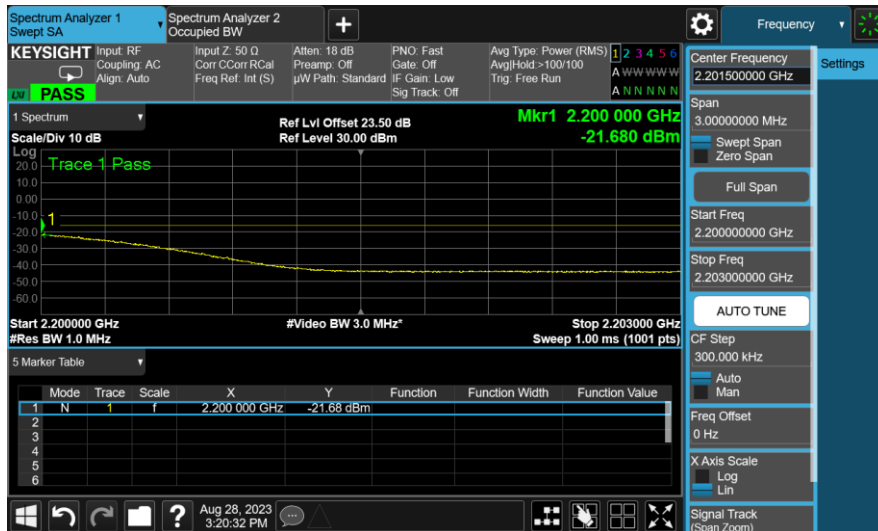 Spectrum Analyzer 1
Swept SA
Spectrum Analyzer 2
Occupied BW
+
Frequency
KEYSIGHT
Input: RF
Coupling: AC
Align: Auto
Input Z: 50 Ω
Corr CCorr RCal
Freq Ref: Int (S)
Atten: 18 dB
Preamp: Off
µW Path: Standard
PNO: Fast
Gate: Off
IF Gain: Low
Sig Track: Off
Avg Type: Power (RMS)
Avg|Hold:>100/100
Trig: Free Run
1 2 3 4 5 6
A W W W W W
A N N N N N
LXI PASS
1 Spectrum
Scale/Div 10 dB
Ref Lvl Offset 23.50 dB
Ref Level 30.00 dBm
Mkr1 2.200 000 GHz
-21.680 dBm
Log
Trace 1 Pass
20.0
10.0
0.00
-10.0
1
-20.0
-30.0
-40.0
-50.0
-60.0
Start 2.200000 GHz
#Video BW 3.0 MHz*
Stop 2.203000 GHz
#Res BW 1.0 MHz
Sweep 1.00 ms (1001 pts)
5 Marker Table
Mode Trace Scale X Y Function Function Width Function Value
1 N 1 f 2.200 000 GHz -21.68 dBm
2
3
4
5
6
Center Frequency
2.201500000 GHz
Settings
Span
3.00000000 MHz
Swept Span
Zero Span
Full Span
Start Freq
2.200000000 GHz
Stop Freq
2.203000000 GHz
AUTO TUNE
CF Step
300.000 kHz
Auto
Man
Freq Offset
0 Hz
X Axis Scale
Log
Lin
Signal Track
(Span Zoom)
?
Aug 28, 2023
3:20:32 PM